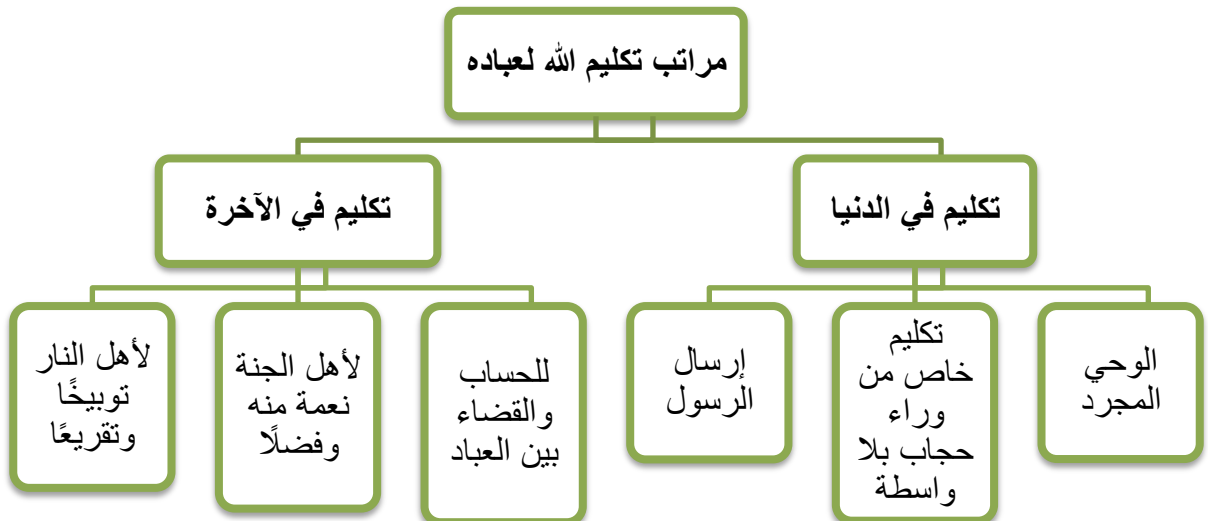 مراتب تكليم الله لعباده
تكليم في الدنيا
تكليم في الآخرة
الوحي
المجرد
تكليم
خاص من
وراء
حجاب بلا
واسطة
إرسال
الرسول
للحساب
والقضاء
بين العباد
لأهل الجنة
نعمة منه
وفضلًا
لأهل النار
توبيخًا
وتقريعًا